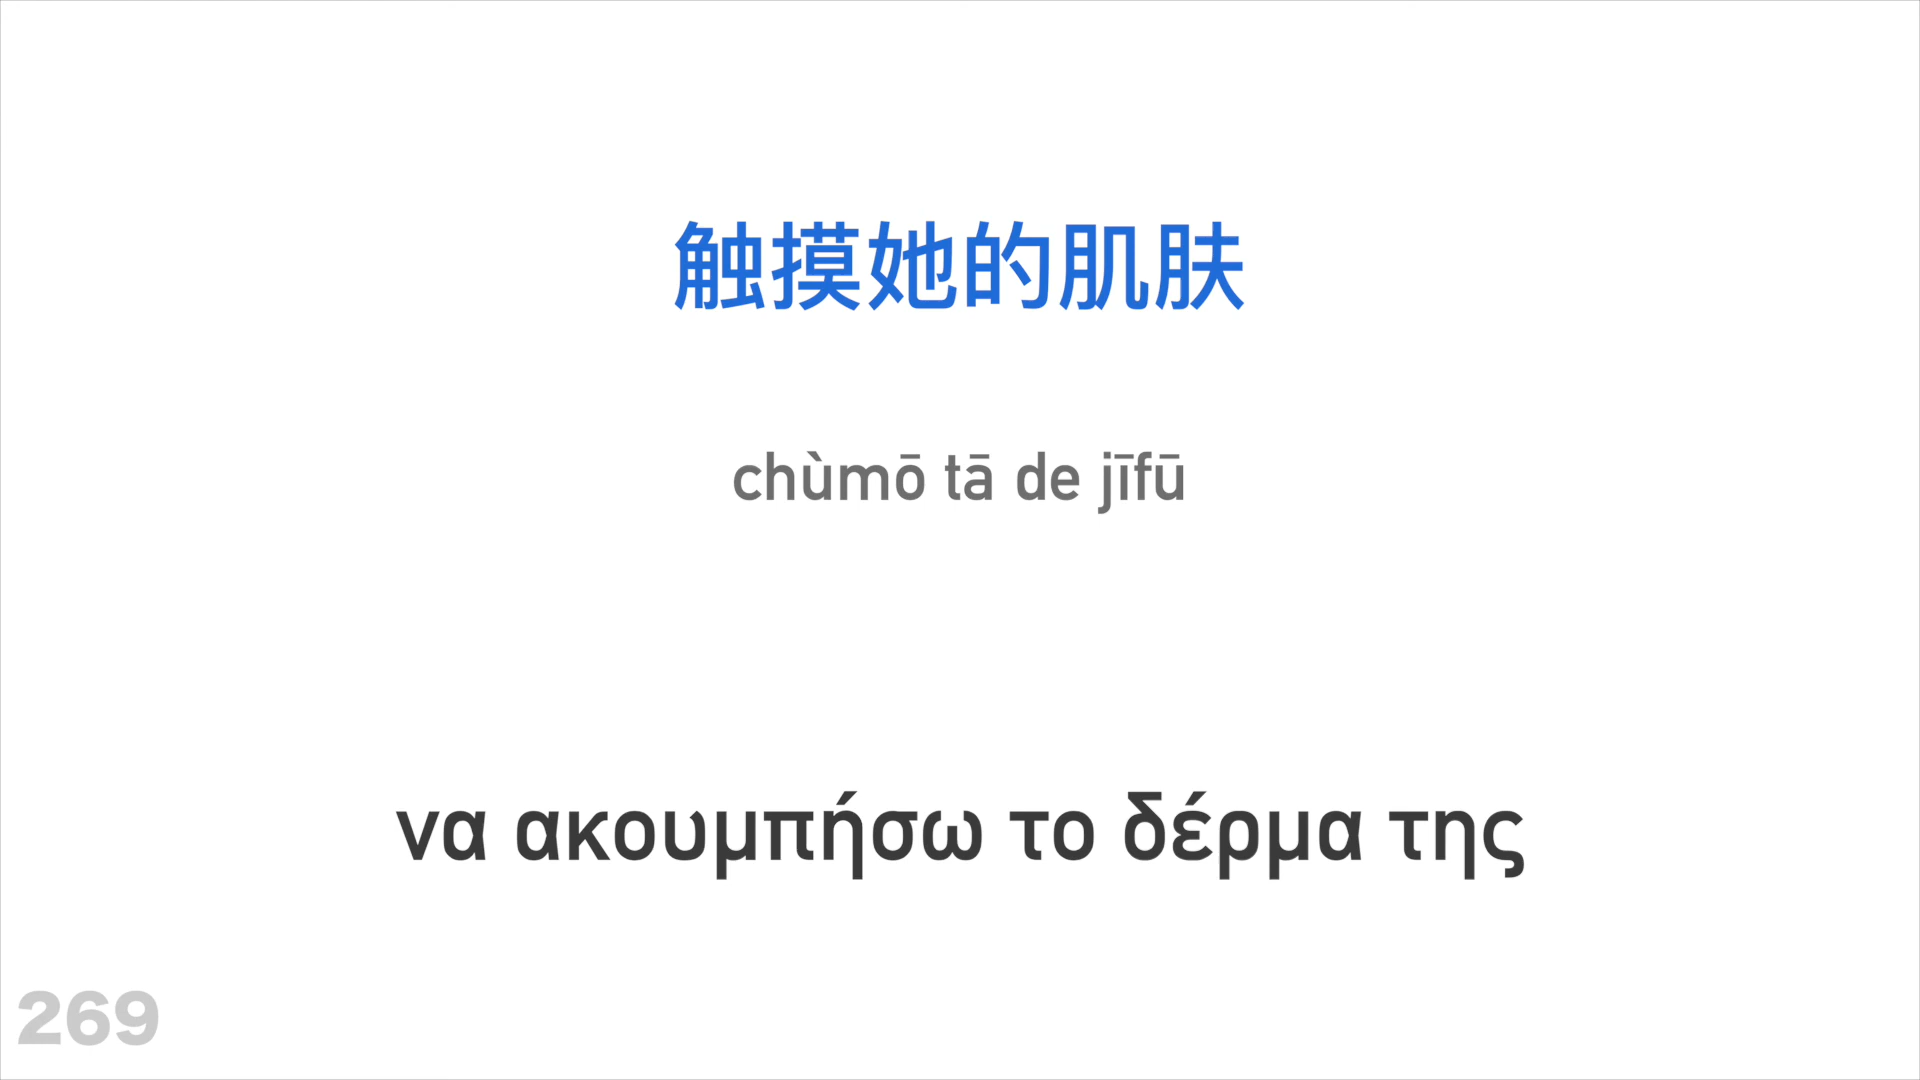 触摸她的肌肤
chùmō tā de jīfū
να ακουμπήσω το δέρμα της
269